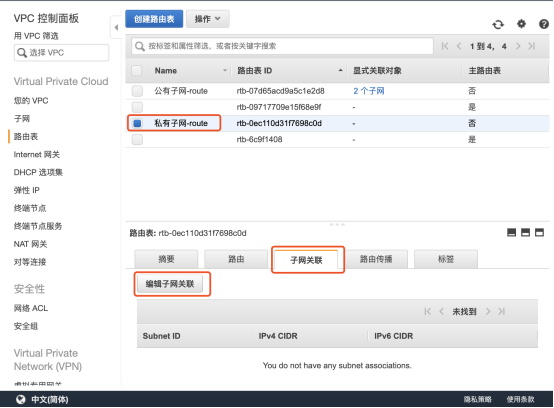 VPC 控制面板
用 VPC 筛选
选择 VPC
Virtual Private Cloud
您的 VPC
子网
路由表
Internet 网关
DHCP 选项集
弹性 IP
终端节点
终端节点服务
NAT 网关
对等连接
安全性
网络 ACL
安全组
Virtual Private
Network (VPN)
虚拟专用网关
创建路由表 操作
按标签和属性筛选，或者按关键字搜索 1 到 4， 4
Name 路由表 ID 显式关联对象 主路由表
公有子网-route rtb-07d65acd9a5c1e2d8 2 个子网 否
rtb-09717709e15f68e9f - 是
私有子网-route rtb-0ec110d31f7698c0d - 否
rtb-6c9f1408 - 是
路由表: rtb-0ec110d31f7698c0d
摘要 路由 子网关联 路由传播 标签
编辑子网关联
未找到
Subnet ID IPv4 CIDR IPv6 CIDR
You do not have any subnet associations.
中文(简体) 隐私策略 使用条款